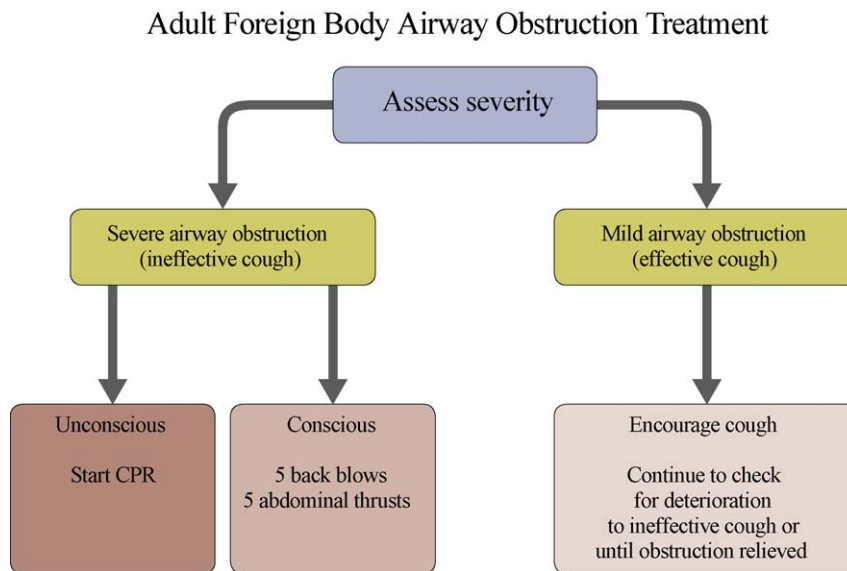 Adult Foreign Body Airway Obstruction Treatment
Assess severity
Severe airway obstruction
(ineffective cough)
Mild airway obstruction
(effective cough)
Unconscious
Start CPR
Conscious
5 back blows
5 abdominal thrusts
Encourage cough
Continue to check
for deterioration
to ineffective cough or
until obstruction relieved